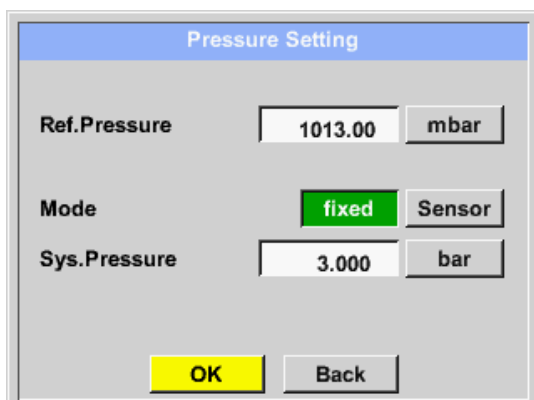 Pressure Setting
Ref.Pressure 1013.00 mbar
Mode fixed Sensor
Sys.Pressure 3.000 bar
OK Back